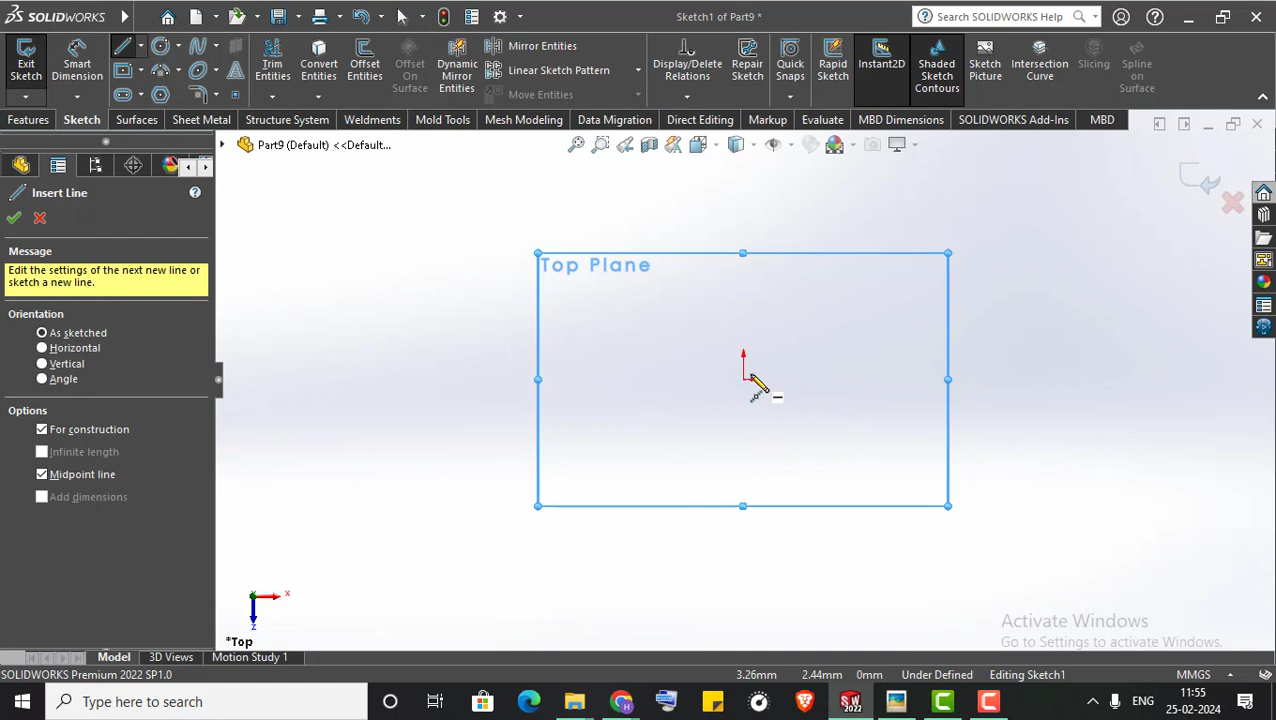 SOLIDWORKS
Sketch1 of Part9 *
Search SOLIDWORKS Help
Exit Sketch
Smart Dimension
Trim Entities
Convert Entities
Offset Entities
Offset On Surface
Dynamic Mirror Entities
Mirror Entities
Linear Sketch Pattern
Move Entities
Display/Delete Relations
Repair Sketch
Quick Snaps
Rapid Sketch
Instant2D
Shaded Sketch Contours
Sketch Picture
Intersection Curve
Slicing
Spline on Surface
Features Sketch Surfaces Sheet Metal Structure System Weldments Mold Tools Mesh Modeling Data Migration Direct Editing Markup Evaluate MBD Dimensions SOLIDWORKS Add-Ins MBD
Part9 (Default) <<Default...
Insert Line
Message
Edit the settings of the next new line or
sketch a new line.
Orientation
As sketched
Horizontal
Vertical
Angle
Options
For construction
Infinite length
Midpoint line
Add dimensions
Top Plane
X
Y
Z
*Top
Activate Windows
Go to Settings to activate Windows.
Model 3D Views Motion Study 1
SOLIDWORKS Premium 2022 SP1.0
3.26mm 2.44mm 0mm Under Defined Editing Sketch1 MMGS
Type here to search
SW
2022
ENG
11:55
25-02-2024